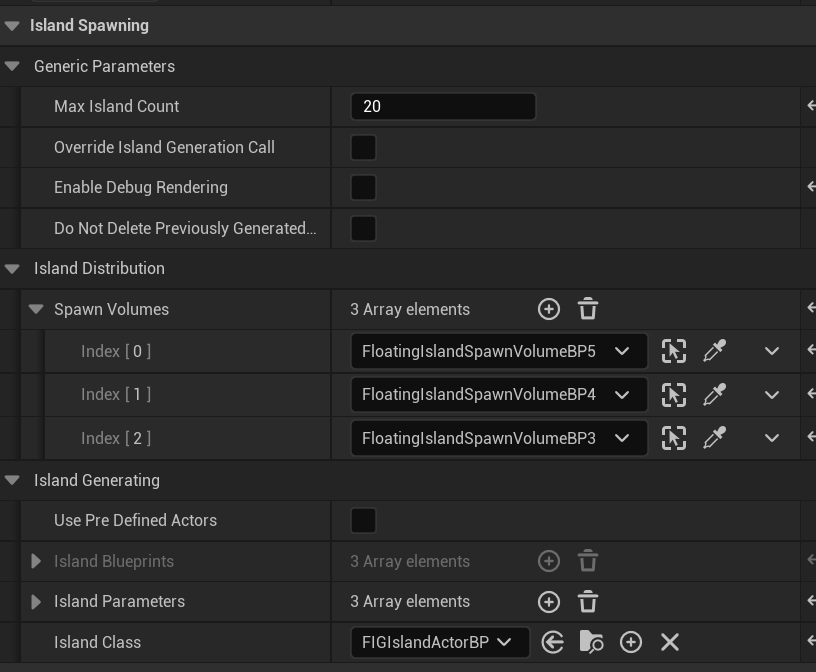 Island Spawning
Generic Parameters
Max Island Count 20
Override Island Generation Call
Enable Debug Rendering
Do Not Delete Previously Generated...
Island Distribution
Spawn Volumes 3 Array elements
Index [ 0 ] FloatingIslandSpawnVolumeBP5
Index [ 1 ] FloatingIslandSpawnVolumeBP4
Index [ 2 ] FloatingIslandSpawnVolumeBP3
Island Generating
Use Pre Defined Actors
Island Blueprints 3 Array elements
Island Parameters 3 Array elements
Island Class FIGIslandActorBP